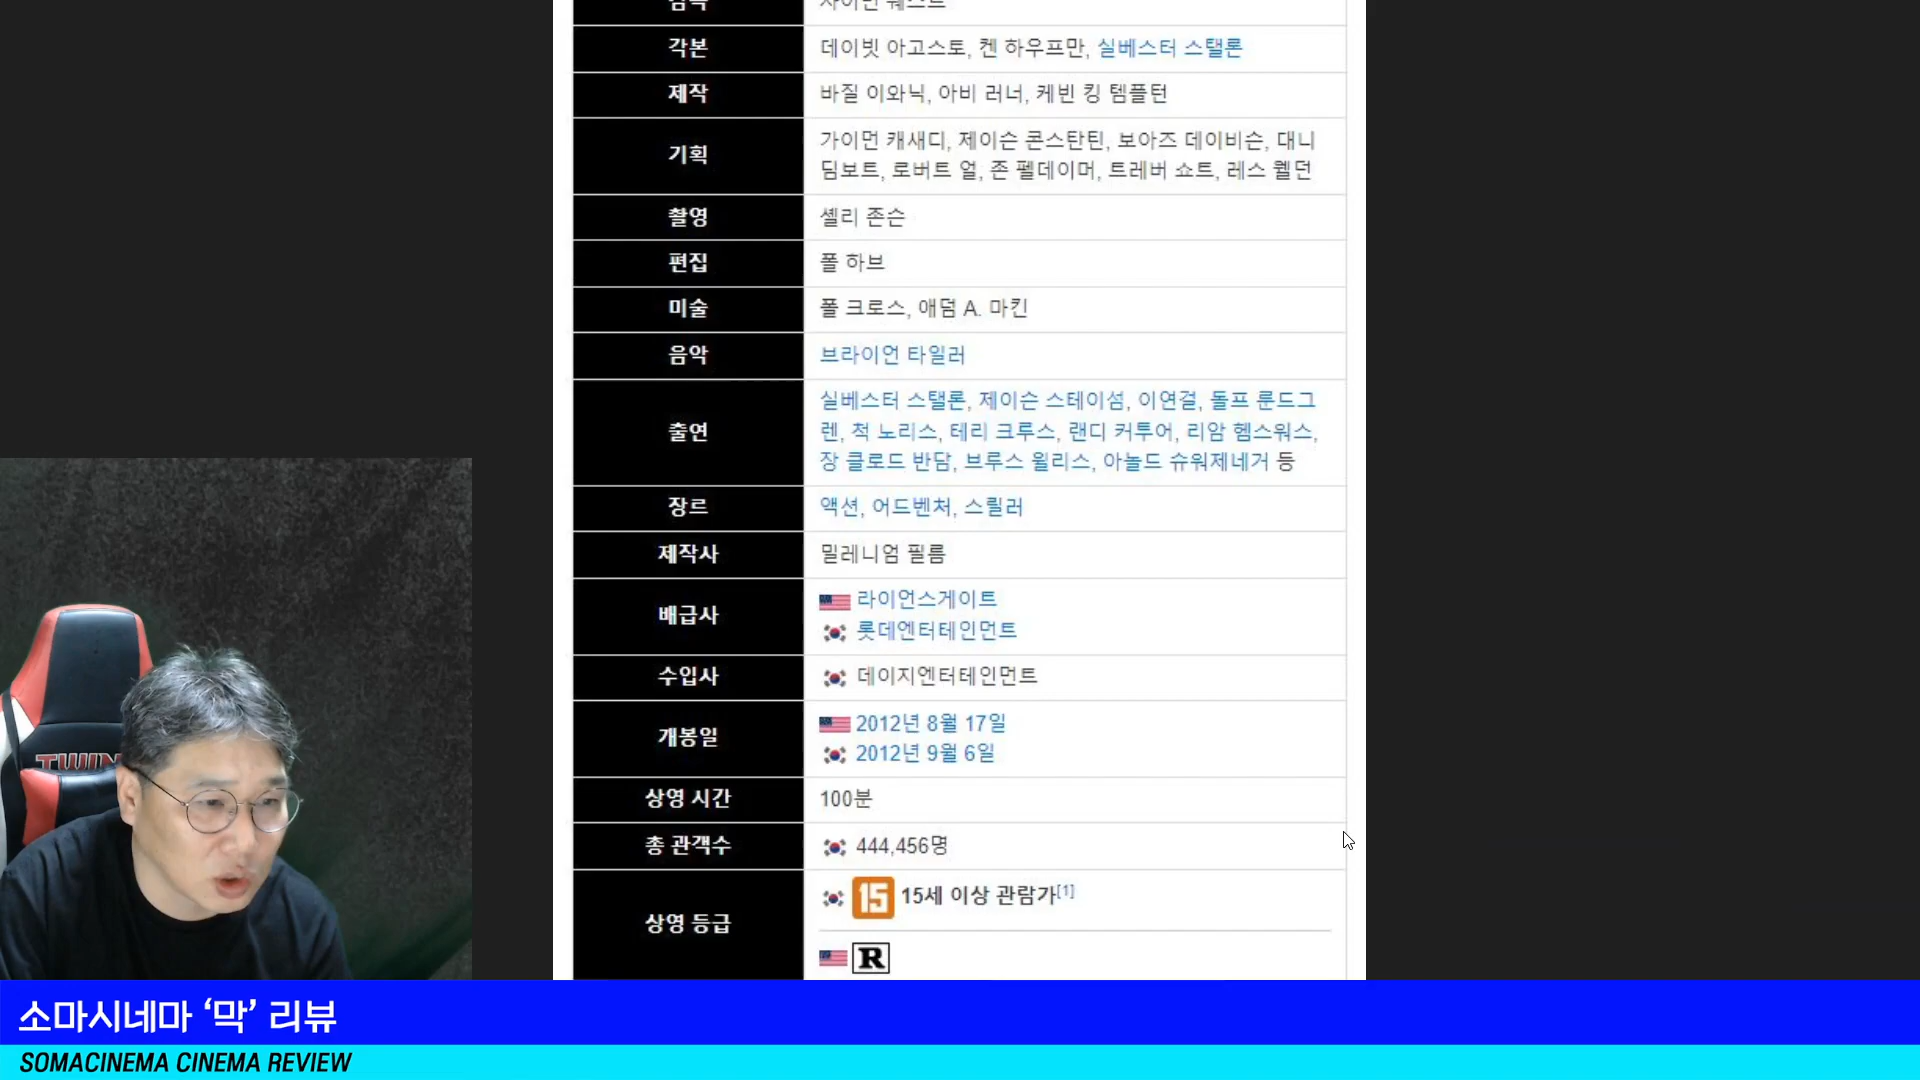 감독 사이먼 웨스트
각본 데이빗 아고스토, 켄 하우프만, 실베스터 스탤론
제작 바질 이와닉, 아비 러너, 케빈 킹 템플턴
기획 가이먼 캐새디, 제이슨 콘스탄틴, 보아즈 데이비슨, 대니
딤보트, 로버트 얼, 존 펠데이머, 트레버 쇼트, 레스 웰던
촬영 셸리 존슨
편집 폴 하브
미술 폴 크로스, 애덤 A. 마킨
음악 브라이언 타일러
출연 실베스터 스탤론, 제이슨 스테이섬, 이연걸, 돌프 룬드그
렌, 척 노리스, 테리 크루스, 랜디 커투어, 리암 헴스워스,
장 클로드 반담, 브루스 윌리스, 아놀드 슈워제네거 등
장르 액션, 어드벤처, 스릴러
제작사 밀레니엄 필름
배급사 라이언스게이트
롯데엔터테인먼트
수입사 데이지엔터테인먼트
개봉일 2012년 8월 17일
2012년 9월 6일
상영 시간 100분
총 관객수 444,456명
상영 등급 15 15세 이상 관람가[1]
R
TWIN
소마시네마 ‘막’ 리뷰
SOMACINEMA CINEMA REVIEW